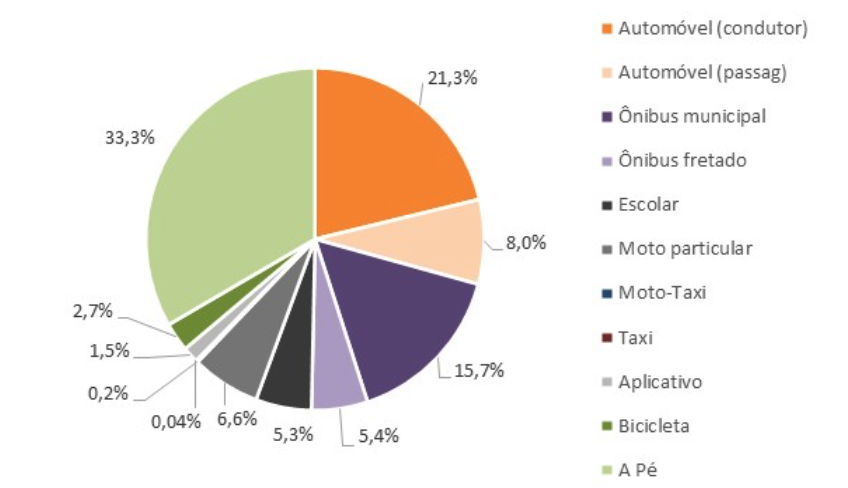 21,3%
8,0%
15,7%
5,4%
5,3%
6,6%
0,04%
0,2%
1,5%
2,7%
33,3%
Automóvel (condutor)
Automóvel (passag)
Ônibus municipal
Ônibus fretado
Escolar
Moto particular
Moto-Taxi
Taxi
Aplicativo
Bicicleta
A Pé